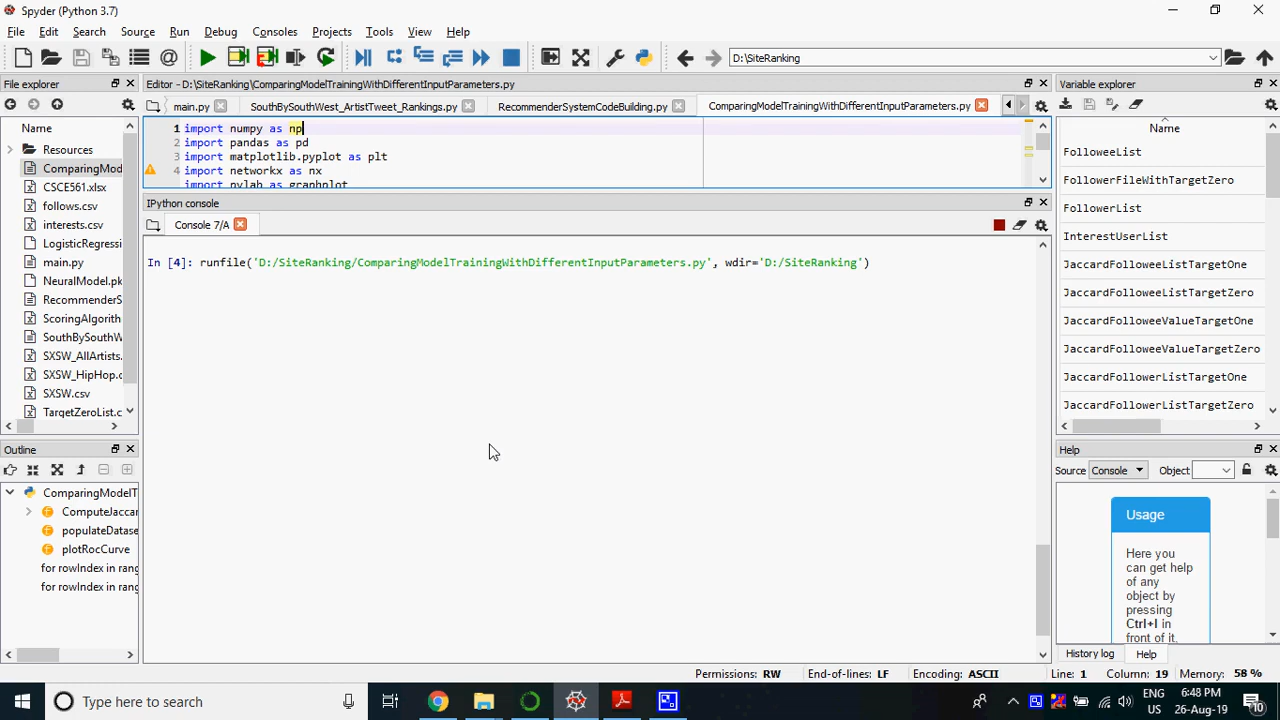 Spyder (Python 3.7)
File Edit Search Source Run Debug Consoles Projects Tools View Help
D:\SiteRanking
File explorer
Name
Resources
ComparingMod
CSCE561.xlsx
follows.csv
interests.csv
LogisticRegressi
main.py
NeuralModel.pk
RecommenderS
ScoringAlgorith
SouthBySouthW
SXSW_AllArtists.
SXSW_HipHop.c
SXSW.csv
TargetZeroList.c
Outline
ComparingModelT
ComputeJaccar
populateDatase
plotRocCurve
for rowIndex in rang
for rowIndex in rang
Editor - D:\SiteRanking\ComparingModelTrainingWithDifferentInputParameters.py
main.py SouthBySouthWest_ArtistTweet_Rankings.py RecommenderSystemCodeBuilding.py ComparingModelTrainingWithDifferentInputParameters.py
1 import numpy as np
2 import pandas as pd
3 import matplotlib.pyplot as plt
4 import networkx as nx
import pylab as graphplot
IPython console
Console 7/A
In [4]: runfile('D:/SiteRanking/ComparingModelTrainingWithDifferentInputParameters.py', wdir='D:/SiteRanking')
Variable explorer
Name
FolloweeList
FollowerFileWithTargetZero
FollowerList
InterestUserList
JaccardFolloweeListTargetOne
JaccardFolloweeListTargetZero
JaccardFolloweeValueTargetOne
JaccardFolloweeValueTargetZero
JaccardFollowerListTargetOne
JaccardFollowerListTargetZero
Help
Source Console Object
Usage
Here you
can get help
of any
object by
pressing
Ctrl+I in
front of it,
History log Help
Permissions: RW End-of-lines: LF Encoding: ASCII Line: 1 Column: 19 Memory: 58 %
Type here to search
ENG
US
6:48 PM
26-Aug-19
10